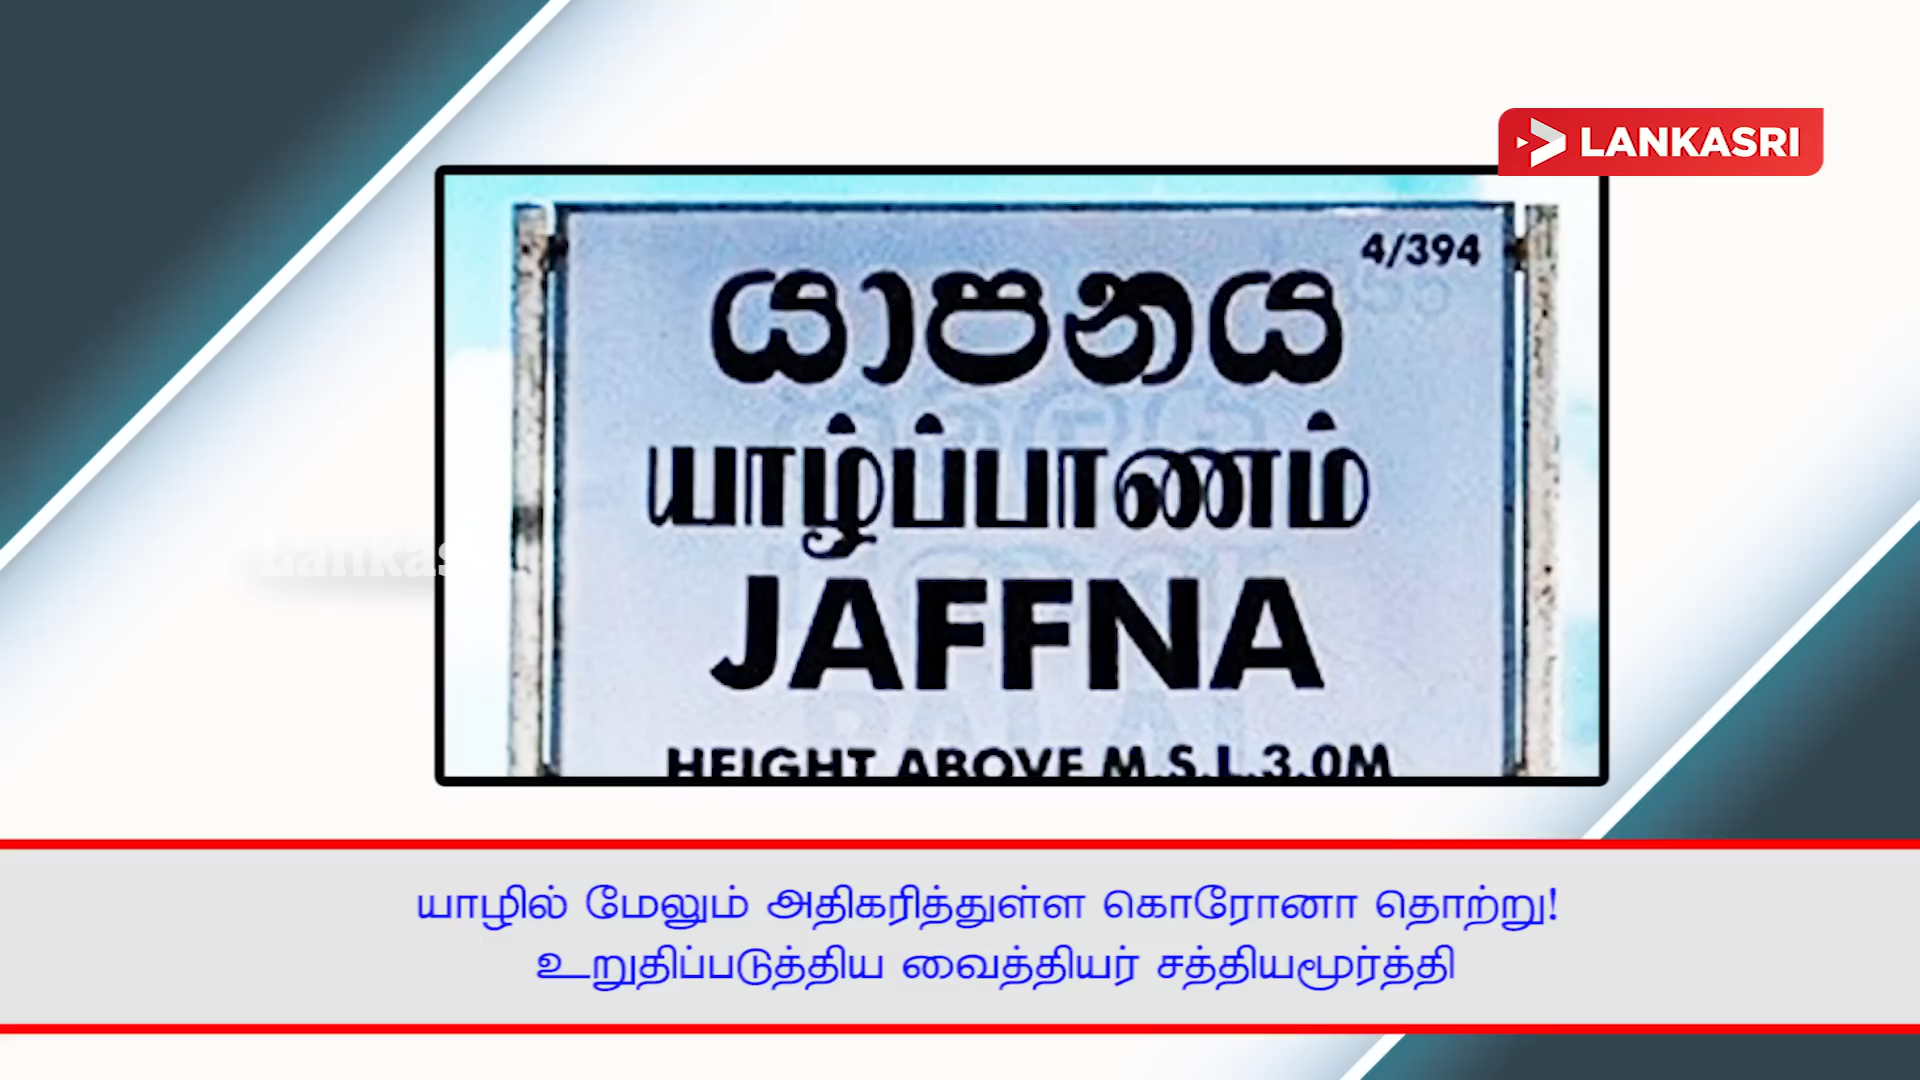 LANKASRI
4/394
යාපනය
யாழ்ப்பாணம்
JAFFNA
HEIGHT ABOVE M.S.L.3.0M
யாழில் மேலும் அதிகரித்துள்ள கொரோனா தொற்று!
உறுதிப்படுத்திய வைத்தியர் சத்தியமூர்த்தி